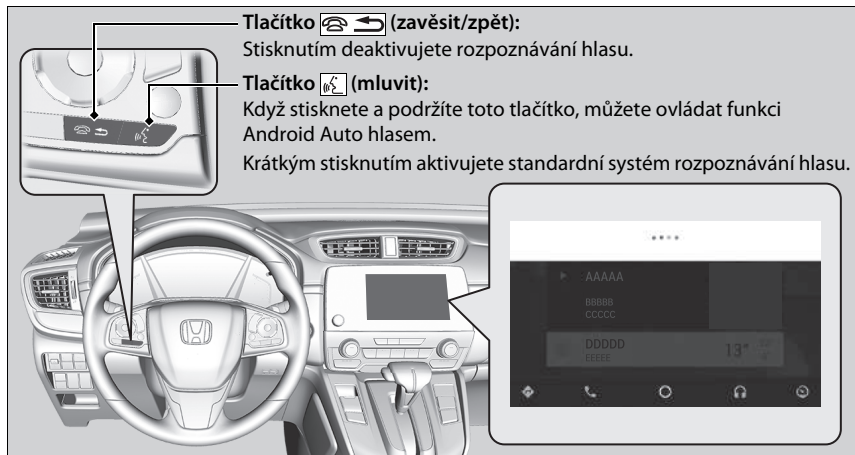 Tlačítko (zavěsit/zpět):
Stisknutím deaktivujete rozpoznávání hlasu.
Tlačítko (mluvit):
Když stisknete a podržíte toto tlačítko, můžete ovládat funkci
Android Auto hlasem.
Krátkým stisknutím aktivujete standardní systém rozpoznávání hlasu.
AAAAA
BBBBB
CCCCC
DDDDD
EEEEE
13°